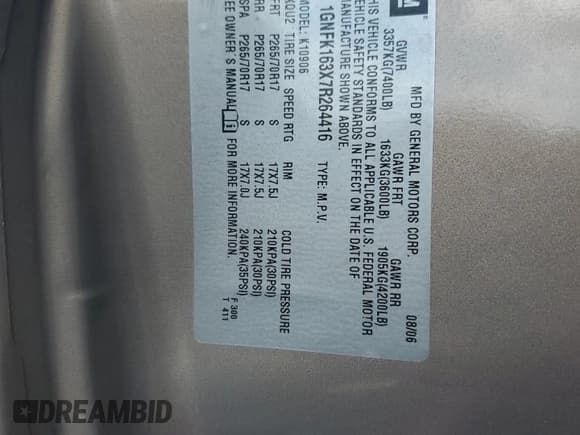 GM
MFD BY GENERAL MOTORS CORP. 08/06
GVWR GAWR FRT GAWR RR
3357KG(7400LB) 1633KG(3600LB) 1905KG(4200LB)
THIS VEHICLE CONFORMS TO ALL APPLICABLE U.S. FEDERAL MOTOR
VEHICLE SAFETY STANDARDS IN EFFECT ON THE DATE OF
MANUFACTURE SHOWN ABOVE.
1GNFK163X7R264416 TYPE: M.P.V.
MODEL: K10906
XQU2 TIRE SIZE SPEED RTG RIM COLD TIRE PRESSURE
FRT P265/70R17 S 17X7.5J 210KPA(30PSI)
RR P265/70R17 S 17X7.5J 210KPA(30PSI)
SPA P265/70R17 S 17X7.0J 240KPA(35PSI)
SEE OWNER'S MANUAL FOR MORE INFORMATION.
F 300
T 411
DREAMBID